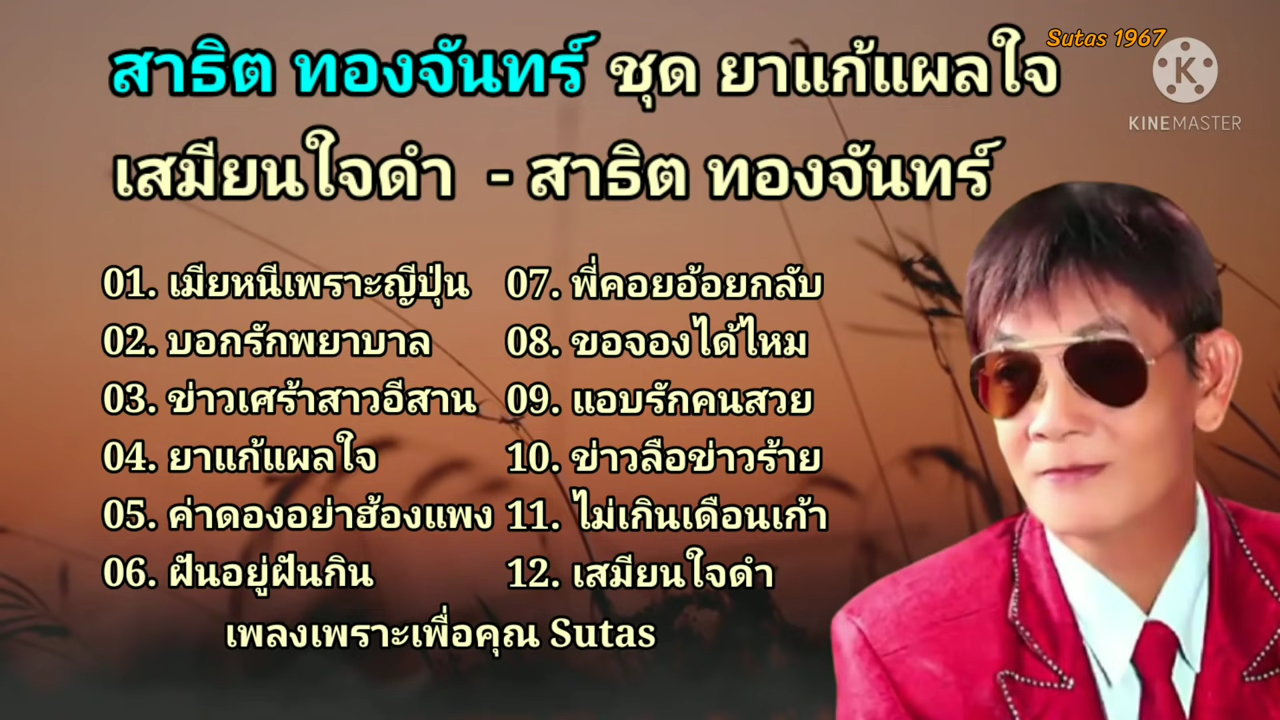 สาธิต ทองจันทร์ ชุด ยาแก้แผลใจ
Sutas 1967
KINEMASTER
เสมียนใจดำ - สาธิต ทองจันทร์
01. เมียหนีเพราะญี่ปุ่น
02. บอกรักพยาบาล
03. ข่าวเศร้าสาวอีสาน
04. ยาแก้แผลใจ
05. ค่าดองอย่าฮ้องแพง
06. ฝันอยู่ฝันกิน
07. พี่คอยอ้อยกลับ
08. ขอจองได้ไหม
09. แอบรักคนสวย
10. ข่าวลือข่าวร้าย
11. ไม่เกินเดือนเก้า
12. เสมียนใจดำ
เพลงเพราะเพื่อคุณ Sutas